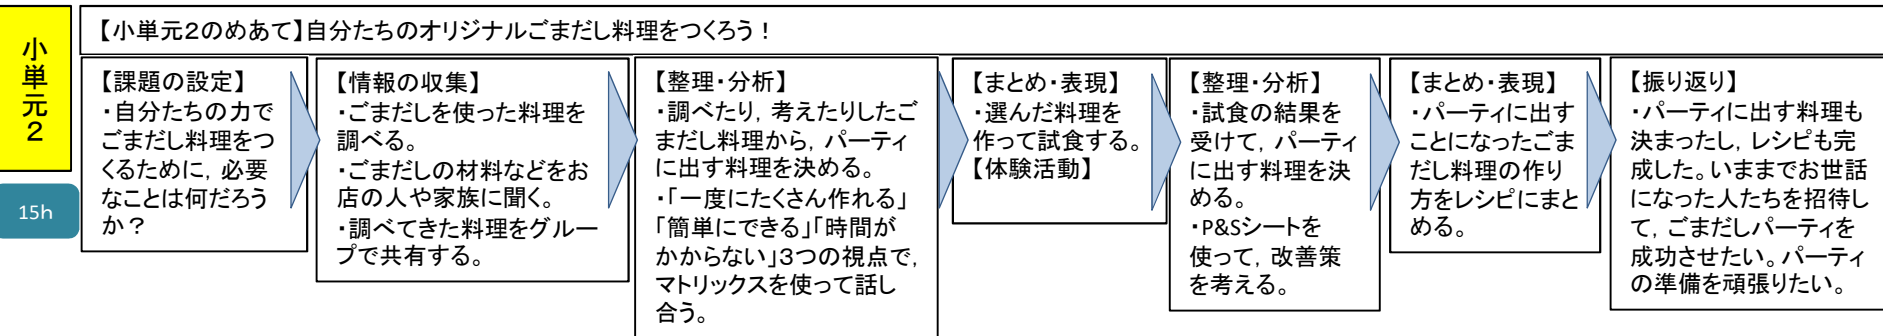 小単元2
15h
【小単元2のめあて】自分たちのオリジナルごまだし料理をつくろう！
【課題の設定】
・自分たちの力で
ごまだし料理をつ
くるために，必要
なことは何だろう
か？
【情報の収集】
・ごまだしを使った料理を
調べる。
・ごまだしの材料などをお
店の人や家族に聞く。
・調べてきた料理をグルー
プで共有する。
【整理・分析】
・調べたり，考えたりしたご
まだし料理から，パーティ
に出す料理を決める。
・「一度にたくさん作れる」
「簡単にできる」「時間が
かからない」3つの視点で，
マトリックスを使って話し
合う。
【まとめ・表現】
・選んだ料理を
作って試食する。
【体験活動】
【整理・分析】
・試食の結果を
受けて，パーティ
に出す料理を決
める。
・P&Sシートを
使って，改善策
を考える。
【まとめ・表現】
・パーティに出す
ことになったごま
だし料理の作り
方をレシピにまと
める。
【振り返り】
・パーティに出す料理も
決まったし，レシピも完
成した。いままでお世話
になった人たちを招待し
て，ごまだしパーティを
成功させたい。パーティ
の準備を頑張りたい。